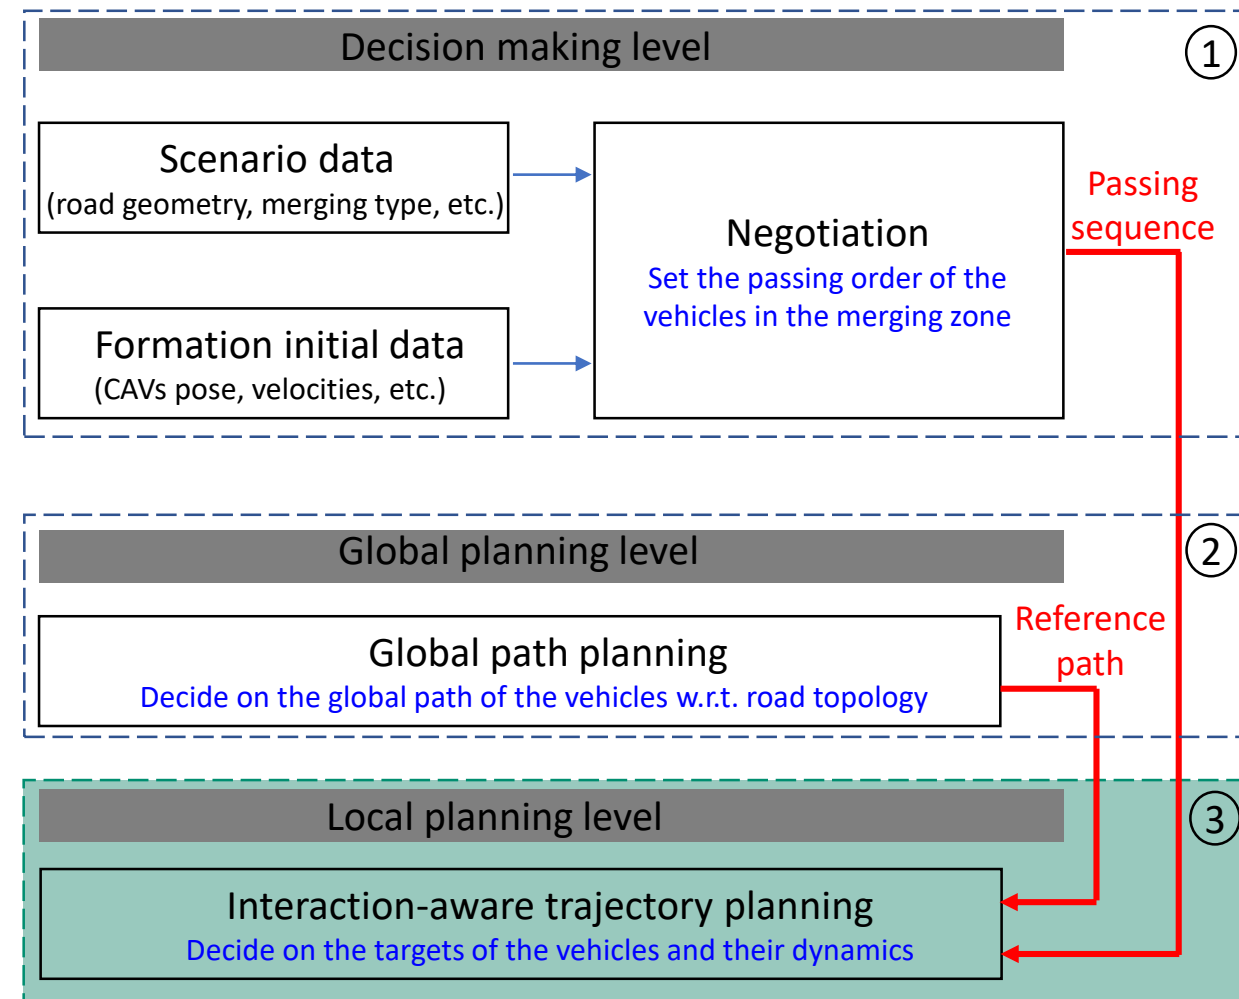 Decision making level
1
Scenario data
(road geometry, merging type, etc.)
Formation initial data
(CAVs pose, velocities, etc.)
Negotiation
Set the passing order of the
vehicles in the merging zone
Passing
sequence
Global planning level
2
Global path planning
Decide on the global path of the vehicles w.r.t. road topology
Reference
path
Local planning level
3
Interaction-aware trajectory planning
Decide on the targets of the vehicles and their dynamics